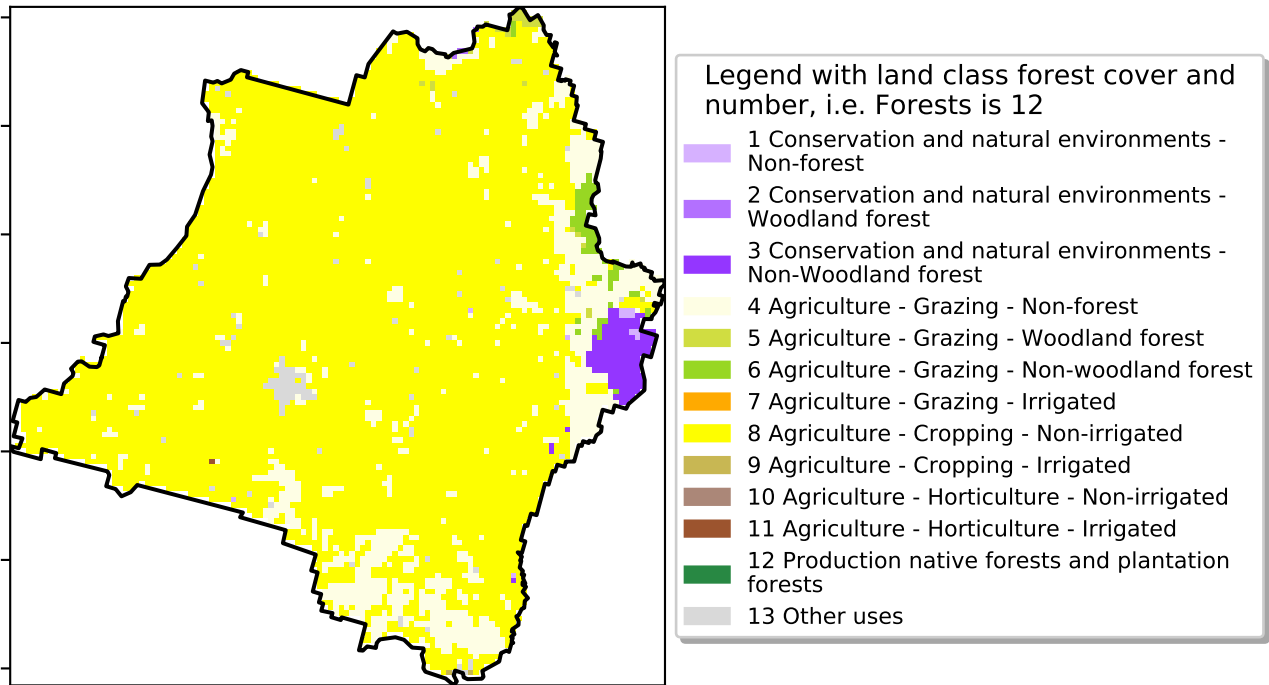 Legend with land class forest cover and
number, i.e. Forests is 12
1 Conservation and natural environments -
Non-forest
2 Conservation and natural environments -
Woodland forest
3 Conservation and natural environments -
Non-Woodland forest
4 Agriculture - Grazing - Non-forest
5 Agriculture - Grazing - Woodland forest
6 Agriculture - Grazing - Non-woodland forest
7 Agriculture - Grazing - Irrigated
8 Agriculture - Cropping - Non-irrigated
9 Agriculture - Cropping - Irrigated
10 Agriculture - Horticulture - Non-irrigated
11 Agriculture - Horticulture - Irrigated
12 Production native forests and plantation
forests
13 Other uses